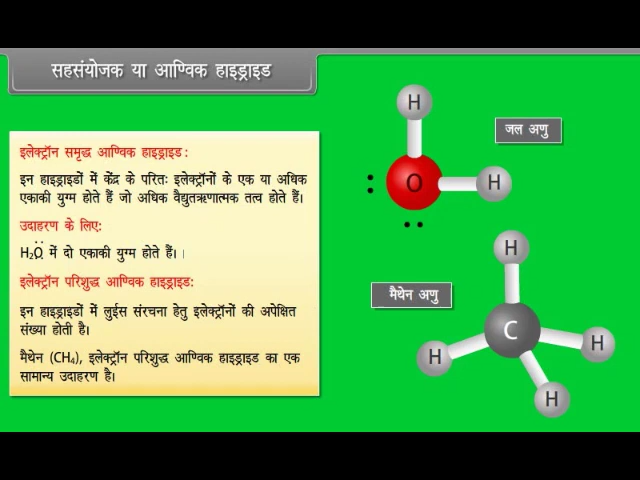 सहसंयोजक या आण्विक हाइड्राइड
इलेक्ट्रॉन समृद्ध आण्विक हाइड्राइड :
इन हाइड्राइडों में केंद्र के परितः इलेक्ट्रॉनों के एक या अधिक
एकाकी युग्म होते हैं जो अधिक वैद्युतऋणात्मक तत्व होते हैं।
उदाहरण के लिए:
H₂O में दो एकाकी युग्म होते हैं। ।
इलेक्ट्रॉन परिशुद्ध आण्विक हाइड्राइड:
इन हाइड्राइडों में लुईस संरचना हेतु इलेक्ट्रॉनों की अपेक्षित
संख्या होती है।
मैथेन (CH₄), इलेक्ट्रॉन परिशुद्ध आण्विक हाइड्राइड का एक
सामान्य उदाहरण है।
H
जल अणु
O
H
H
मैथेन अणु
C
H
H
H